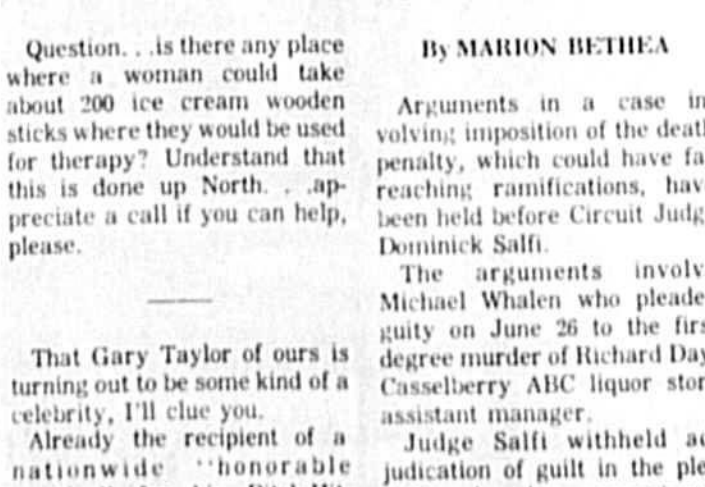 Question. . .is there any place
where a woman could take
about 200 ice cream wooden
sticks where they would be used
for therapy? Understand that
this is done up North. . .ap-
preciate a call if you can help,
please.
That Gary Taylor of ours is
turning out to be some kind of a
celebrity, I'll clue you.
Already the recipient of a
nationwide "honorable
By MARION BETHEA
Arguments in a case in
volving imposition of the deat
penalty, which could have fa
reaching ramifications, hav
been held before Circuit Judg
Dominick Salfi.
The arguments involv
Michael Whalen who pleade
guity on June 26 to the firs
degree murder of Richard Day
Casselberry ABC liquor stor
assistant manager.
Judge Salfi withheld ad
judication of guilt in the ple